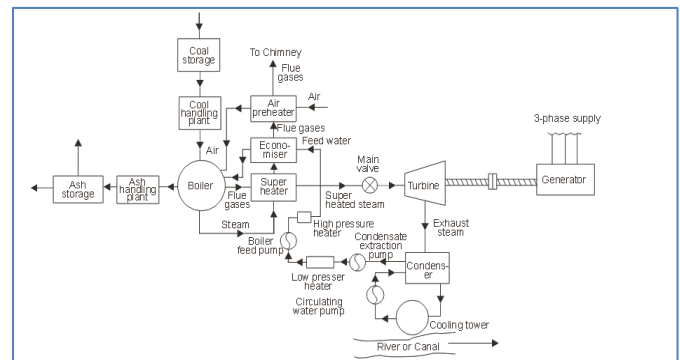 Coal
storage
To Chimney
Flue
gases
Cool
handling
plant
Air
preheater
Air
Flue gases
Feed water
Air
Econo-
miser
3-phase supply
Main
valve
Ash
storage
Ash
handling
plant
Boiler
Flue
gases
Super
heater
Super
heated steam
Turbine
Generator
Steam
High pressure
heater
Exhaust
steam
Boiler
feed pump
Condensate
extraction
pump
Low presser
heater
Condens-
er
Circulating
water pump
Cooling tower
River or Canal